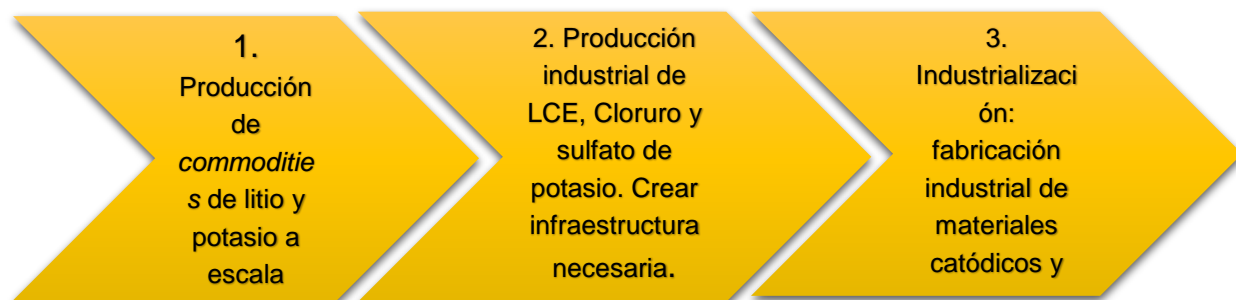 1.
Producción
de
commoditie
s de litio y
potasio a
escala
2. Producción
industrial de
LCE, Cloruro y
sulfato de
potasio. Crear
infraestructura
necesaria.
3.
Industrializaci
ón:
fabricación
industrial de
materiales
catódicos y